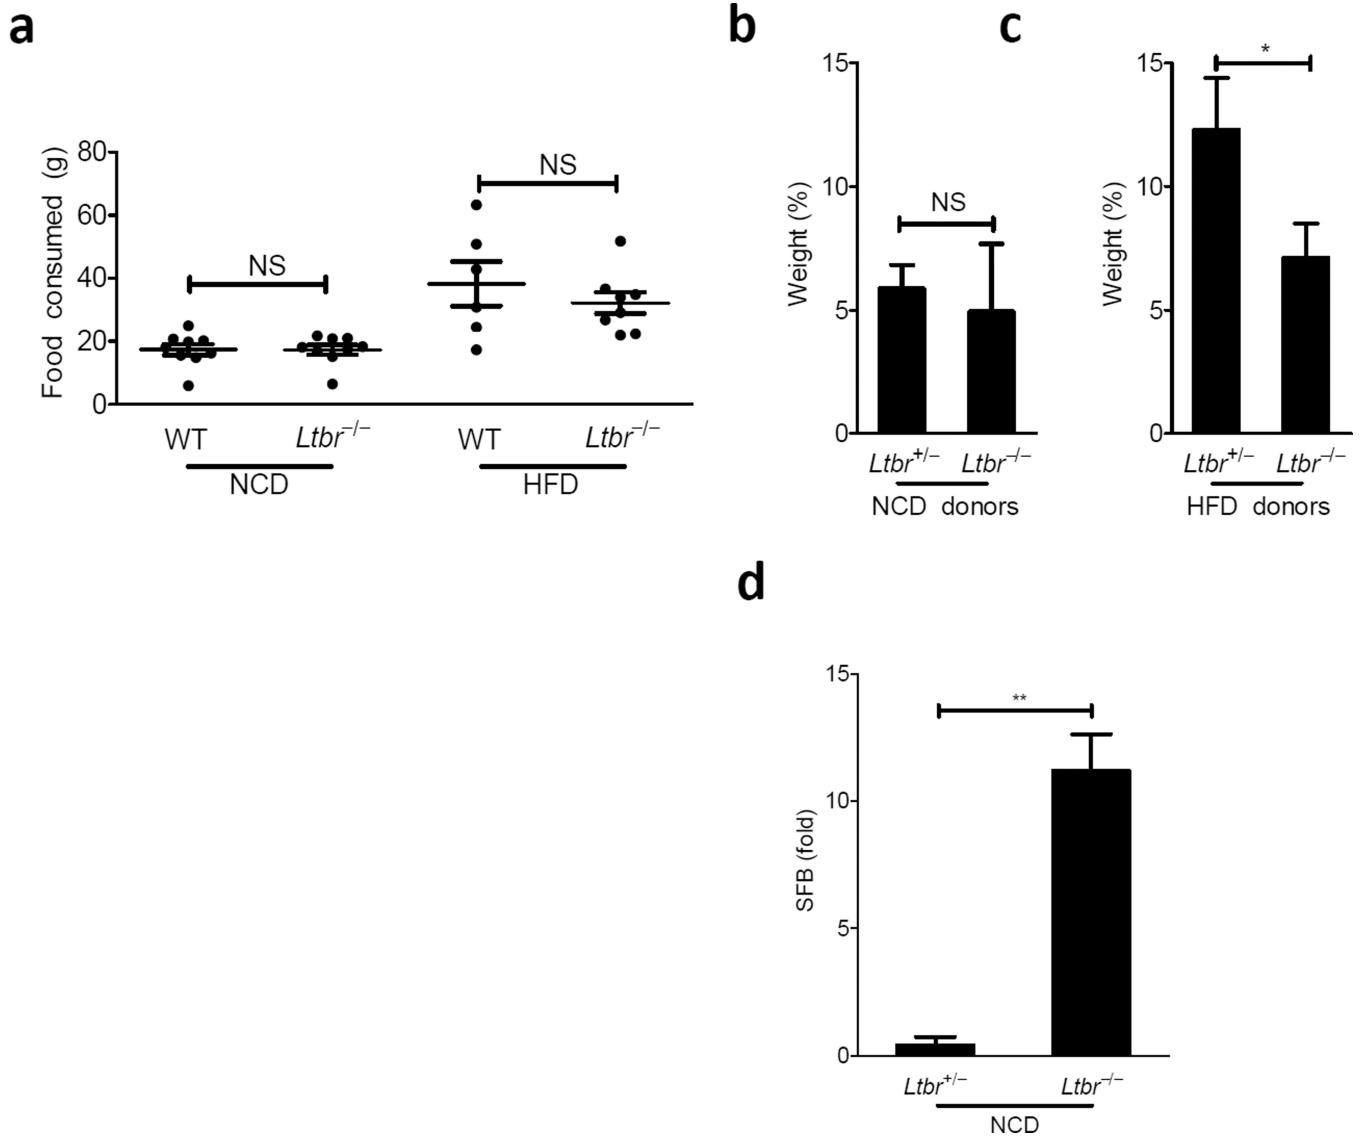 a
Food consumed (g)
80
60
40
20
0
NS
NS
WT
Ltbr−/−
WT
Ltbr−/−
NCD
HFD
b
Weight (%)
15
10
5
0
NS
Ltbr+/−
Ltbr−/−
NCD donors
c
Weight (%)
15
10
5
0
*
Ltbr+/−
Ltbr−/−
HFD donors
d
SFB (fold)
15
10
5
0
**
Ltbr+/−
Ltbr−/−
NCD